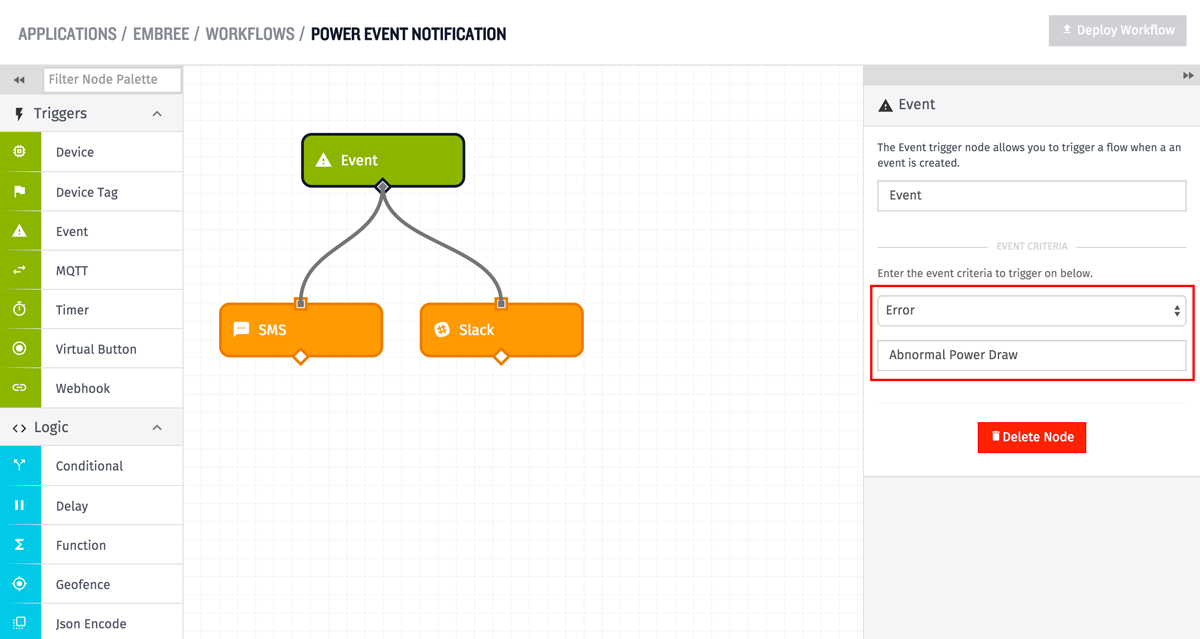 APPLICATIONS / EMBREE / WORKFLOWS / POWER EVENT NOTIFICATION
Deploy Workflow
Filter Node Palette
Triggers
Device
Device Tag
Event
MQTT
Timer
Virtual Button
Webhook
Logic
Conditional
Delay
Function
Geofence
Json Encode
Event
SMS
Slack
Event
The Event trigger node allows you to trigger a flow when a an
event is created.
Event
EVENT CRITERIA
Enter the event criteria to trigger on below.
Error
Abnormal Power Draw
Delete Node